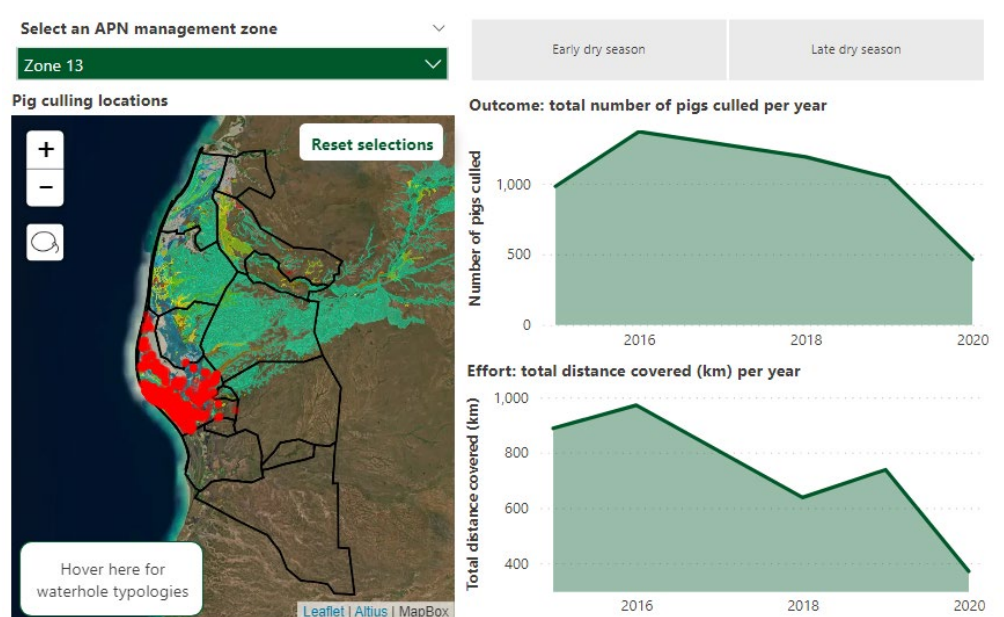 Select an APN management zone
Zone 13
Early dry season
Late dry season
Pig culling locations
+
−
Reset selections
Hover here for
waterhole typologies
Leaflet | Altius | MapBox
Outcome: total number of pigs culled per year
Number of pigs culled
1,000
500
0
2016
2018
2020
Effort: total distance covered (km) per year
Total distance covered (km)
1,000
800
600
400
2016
2018
2020